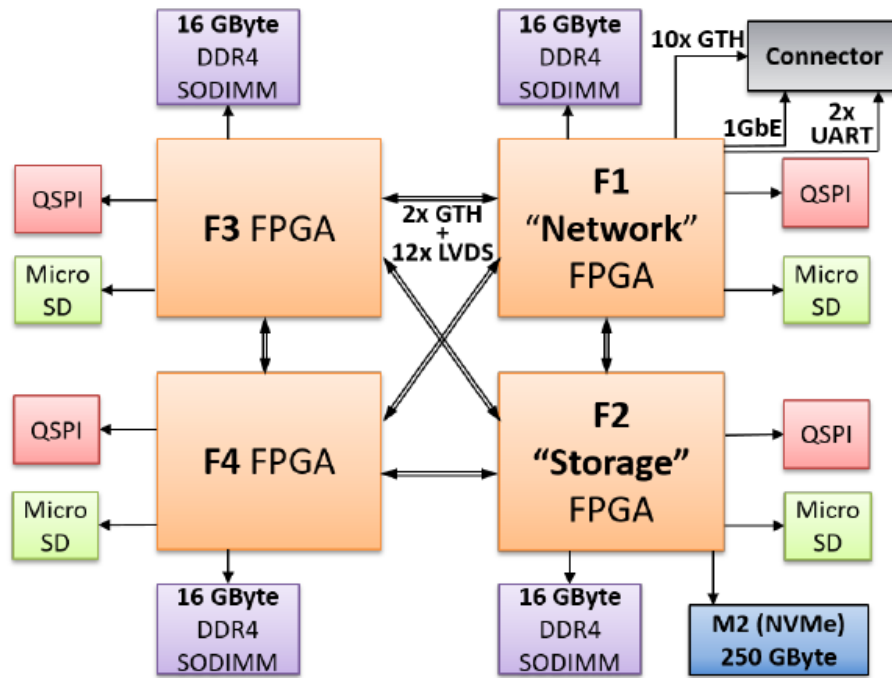 16 GByte
DDR4
SODIMM
16 GByte
DDR4
SODIMM
10x GTH
Connector
1GbE
2x
UART
QSPI
F3 FPGA
2x GTH
+
12x LVDS
F1
“Network”
FPGA
QSPI
Micro
SD
Micro
SD
QSPI
F4 FPGA
F2
“Storage”
FPGA
QSPI
Micro
SD
Micro
SD
16 GByte
DDR4
SODIMM
16 GByte
DDR4
SODIMM
M2 (NVMe)
250 GByte